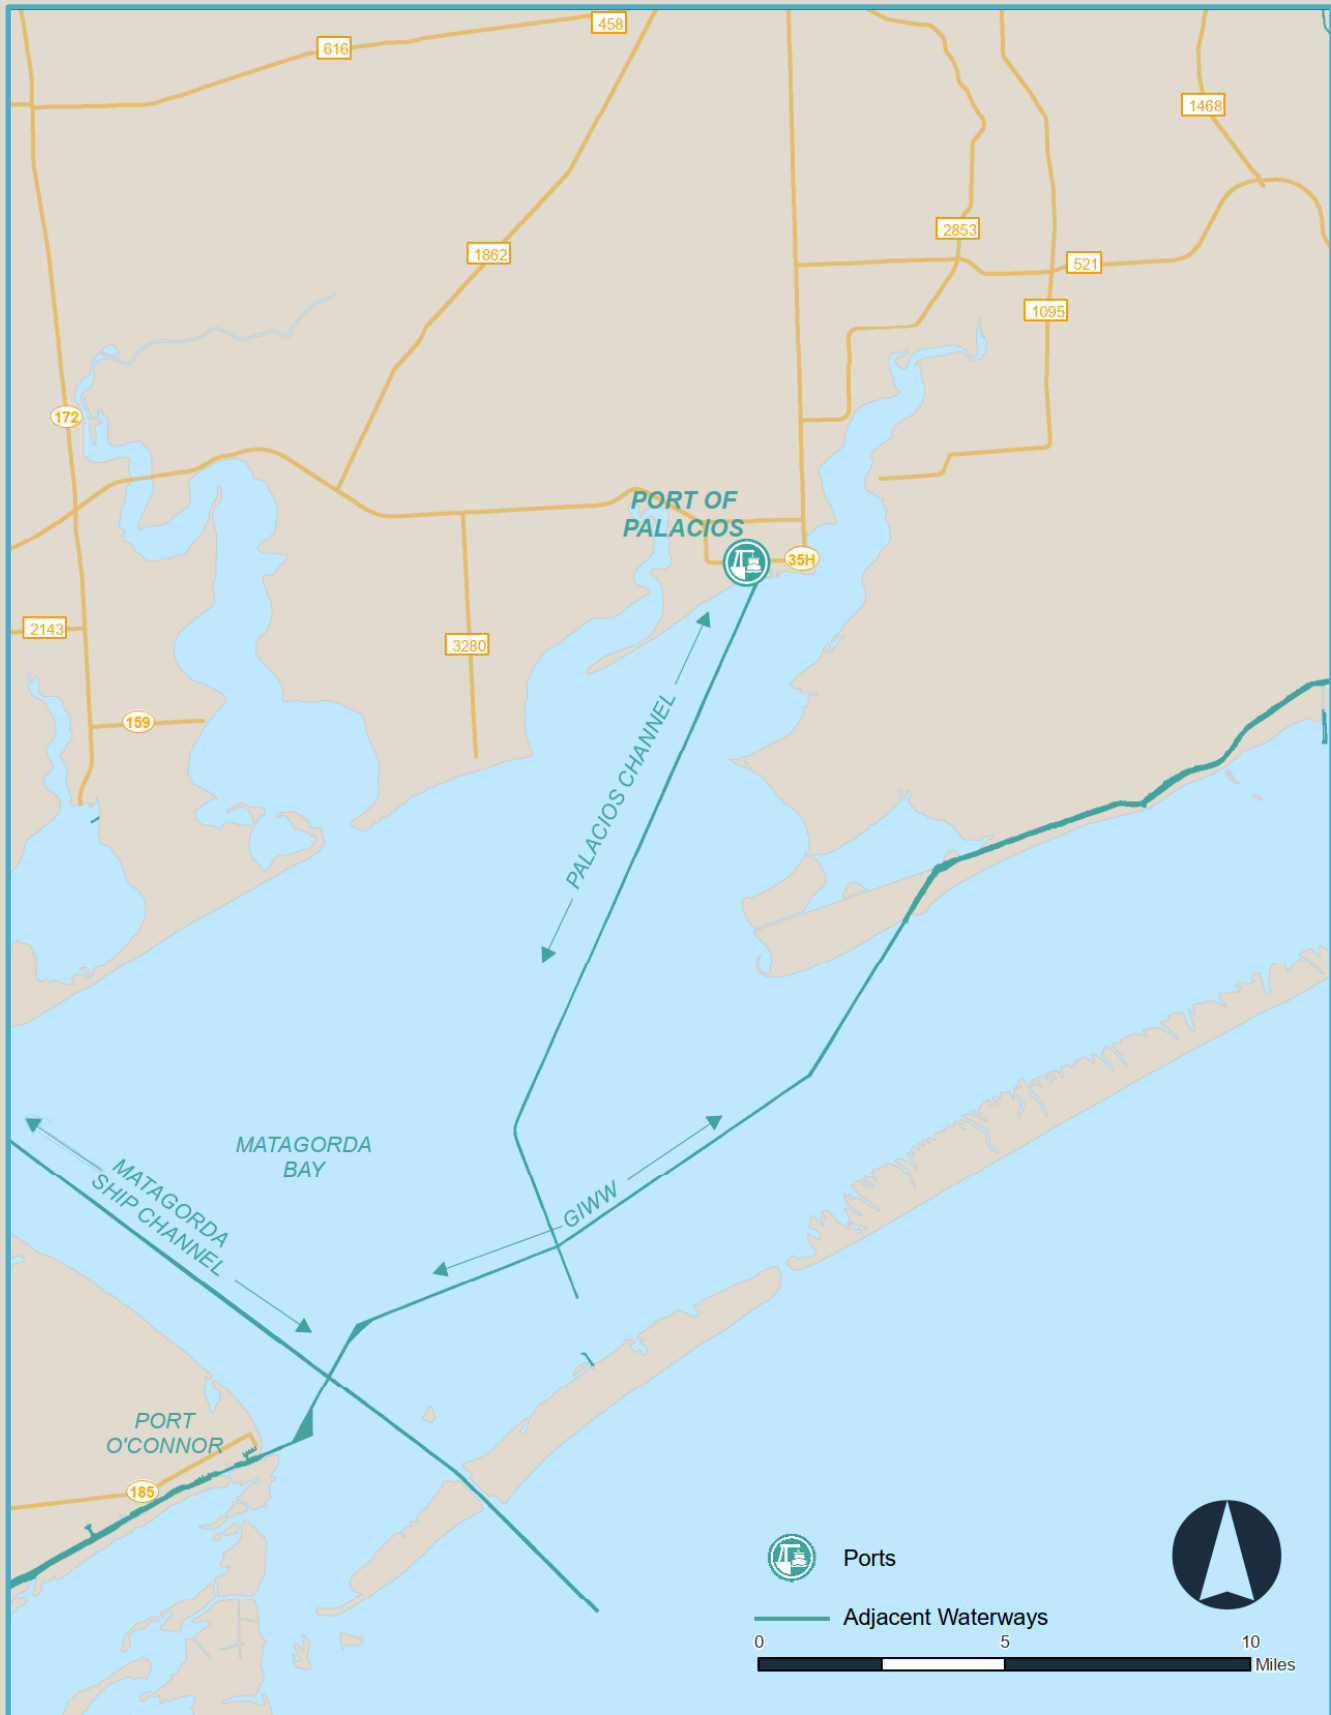 458
616
1468
2853
1862
521
1095
172
PORT OF
PALACIOS
35H
2143
3280
159
PALACIOS CHANNEL
MATAGORDA
BAY
MATAGORDA
SHIP CHANNEL
GIWW
PORT
O'CONNOR
185
Ports
Adjacent Waterways
0 5 10
Miles